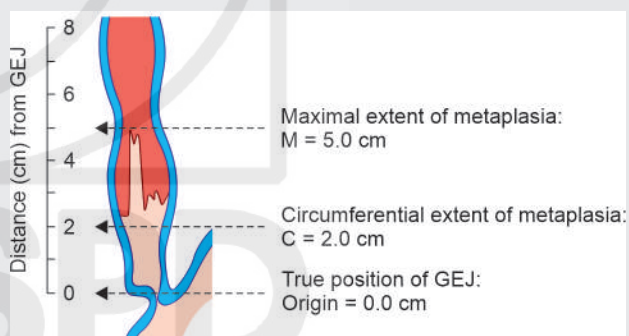 Distance (cm) from GEJ
8
6
4
2
0
Maximal extent of metaplasia:
M = 5.0 cm
Circumferential extent of metaplasia:
C = 2.0 cm
True position of GEJ:
Origin = 0.0 cm